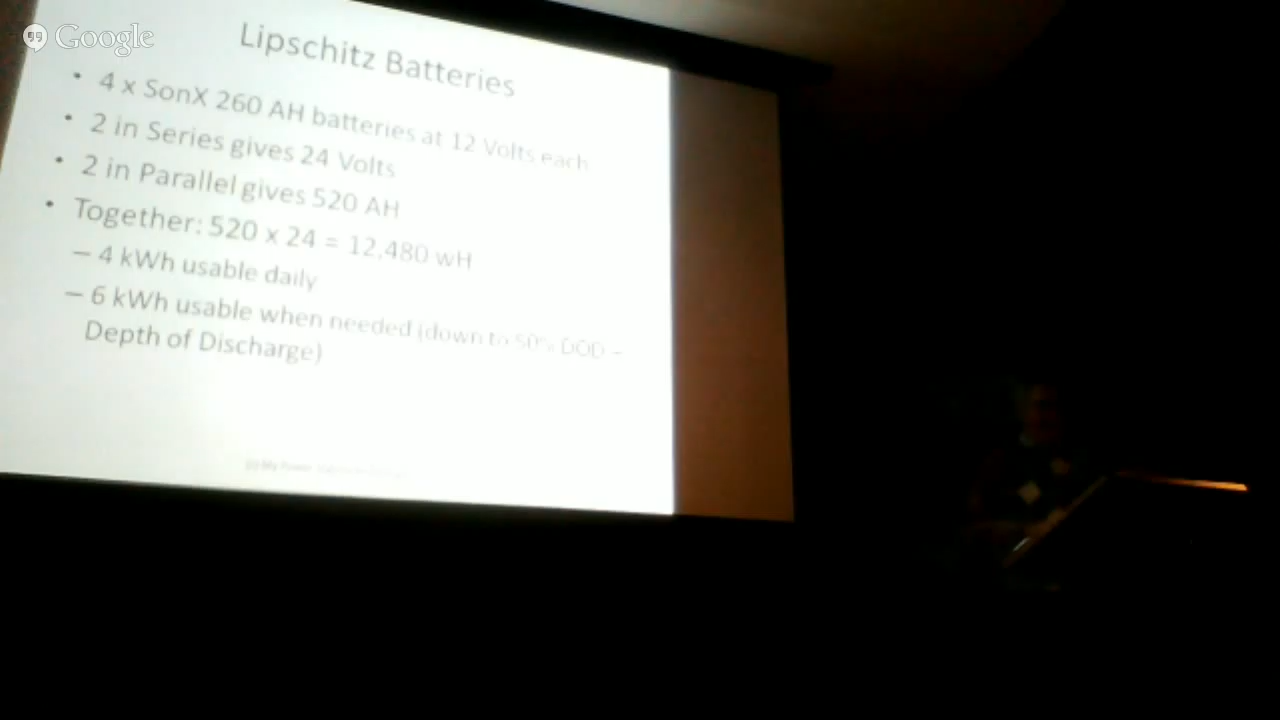 Google
Lipschitz Batteries
• 4 x SonX 260 AH batteries at 12 Volts each
• 2 in Series gives 24 Volts
• 2 in Parallel gives 520 AH
• Together: 520 x 24 = 12,480 wH
– 4 kWh usable daily
– 6 kWh usable when needed (down to 50% DOD –
Depth of Discharge)
(c) My Power